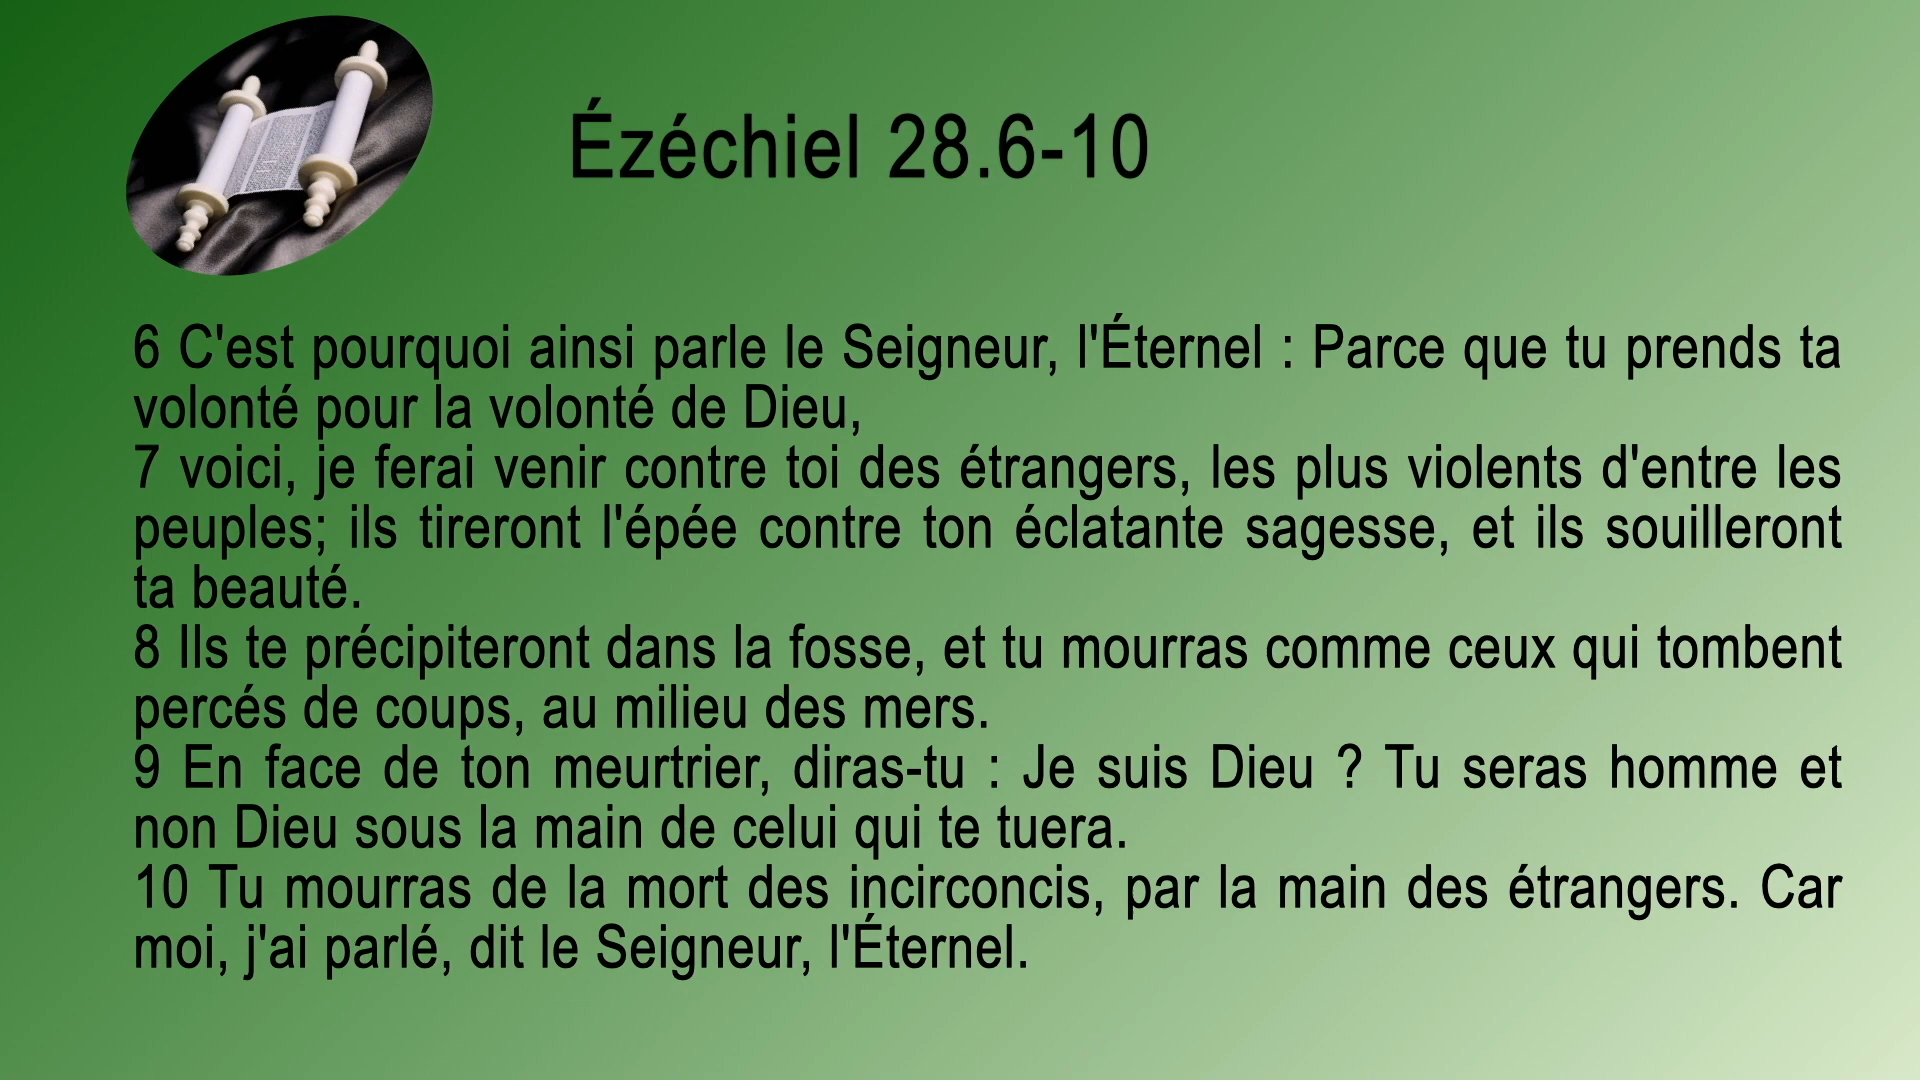 Ézéchiel 28.6-10
6 C'est pourquoi ainsi parle le Seigneur, l'Éternel : Parce que tu prends ta
volonté pour la volonté de Dieu,
7 voici, je ferai venir contre toi des étrangers, les plus violents d'entre les
peuples; ils tireront l'épée contre ton éclatante sagesse, et ils souilleront
ta beauté.
8 Ils te précipiteront dans la fosse, et tu mourras comme ceux qui tombent
percés de coups, au milieu des mers.
9 En face de ton meurtrier, diras-tu : Je suis Dieu ? Tu seras homme et
non Dieu sous la main de celui qui te tuera.
10 Tu mourras de la mort des incirconcis, par la main des étrangers. Car
moi, j'ai parlé, dit le Seigneur, l'Éternel.